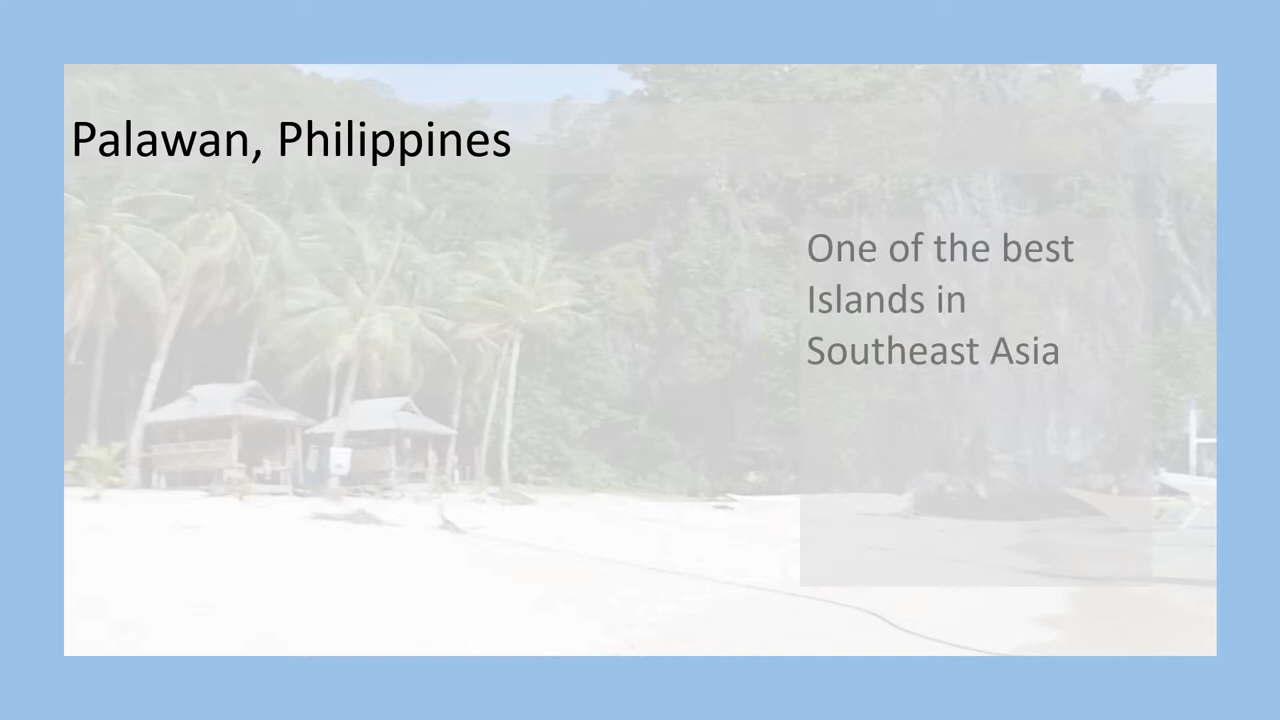 Palawan, Philippines
One of the best
Islands in
Southeast Asia